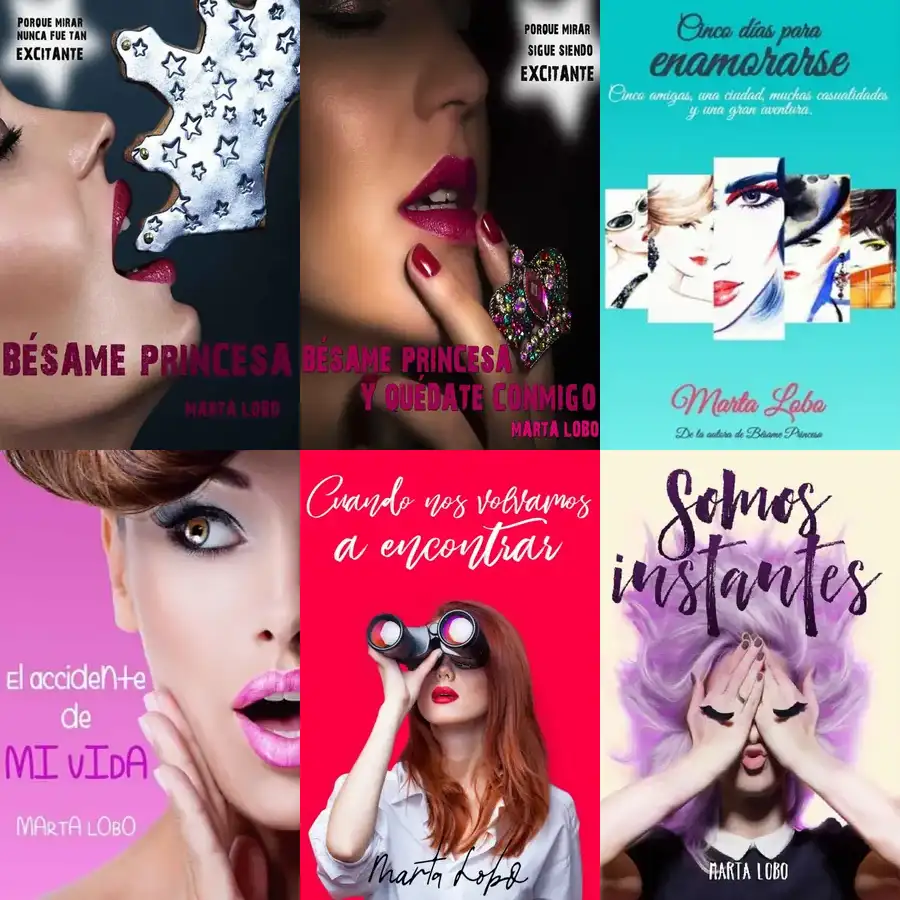 PORQUE MIRAR
NUNCA FUE TAN
EXCITANTE
BÉSAME PRINCESA
MARTA LOBO
PORQUE MIRAR
SIGUE SIENDO
EXCITANTE
BÉSAME PRINCESA
Y QUÉDATE CONMIGO
MARTA LOBO
Cinco días para
enamorarse
Cinco amigas, una ciudad, muchas casualidades
y una gran aventura.
Marta Lobo
De la autora de Bésame Princesa
El accidente
de
MI VIDA
MARTA LOBO
Cuando nos volvamos
a encontrar
Marta Lobo
Somos
instantes
MARTA LOBO